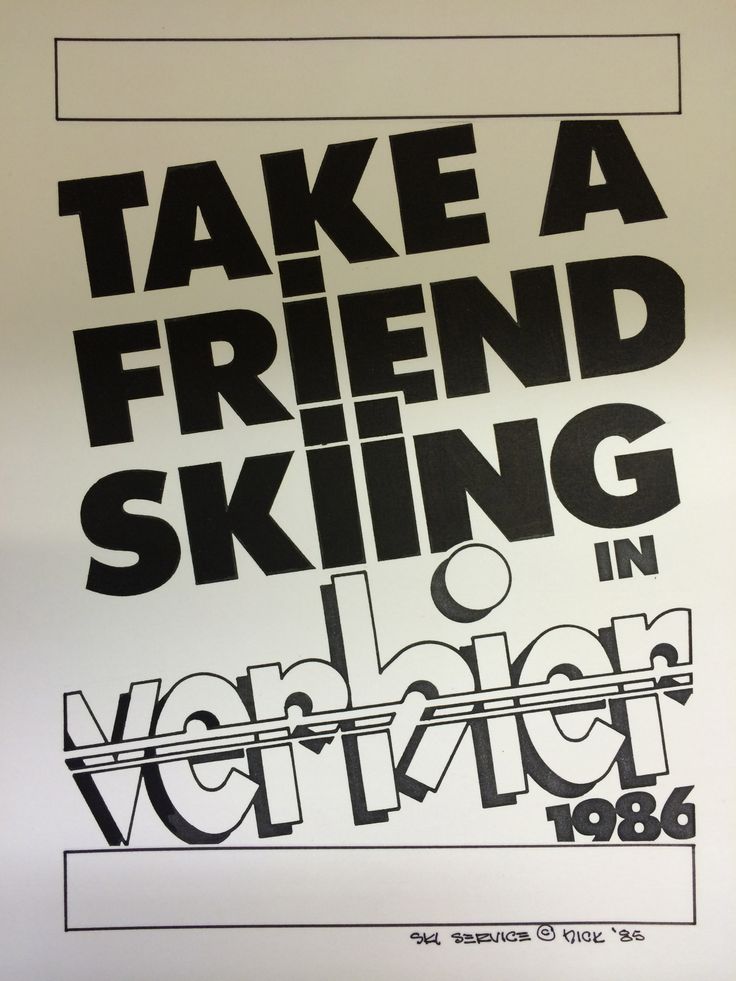 TAKE A
FRiEND
SKiiNG
IN
verbier
1986
SKI SERVICE © NICK '85